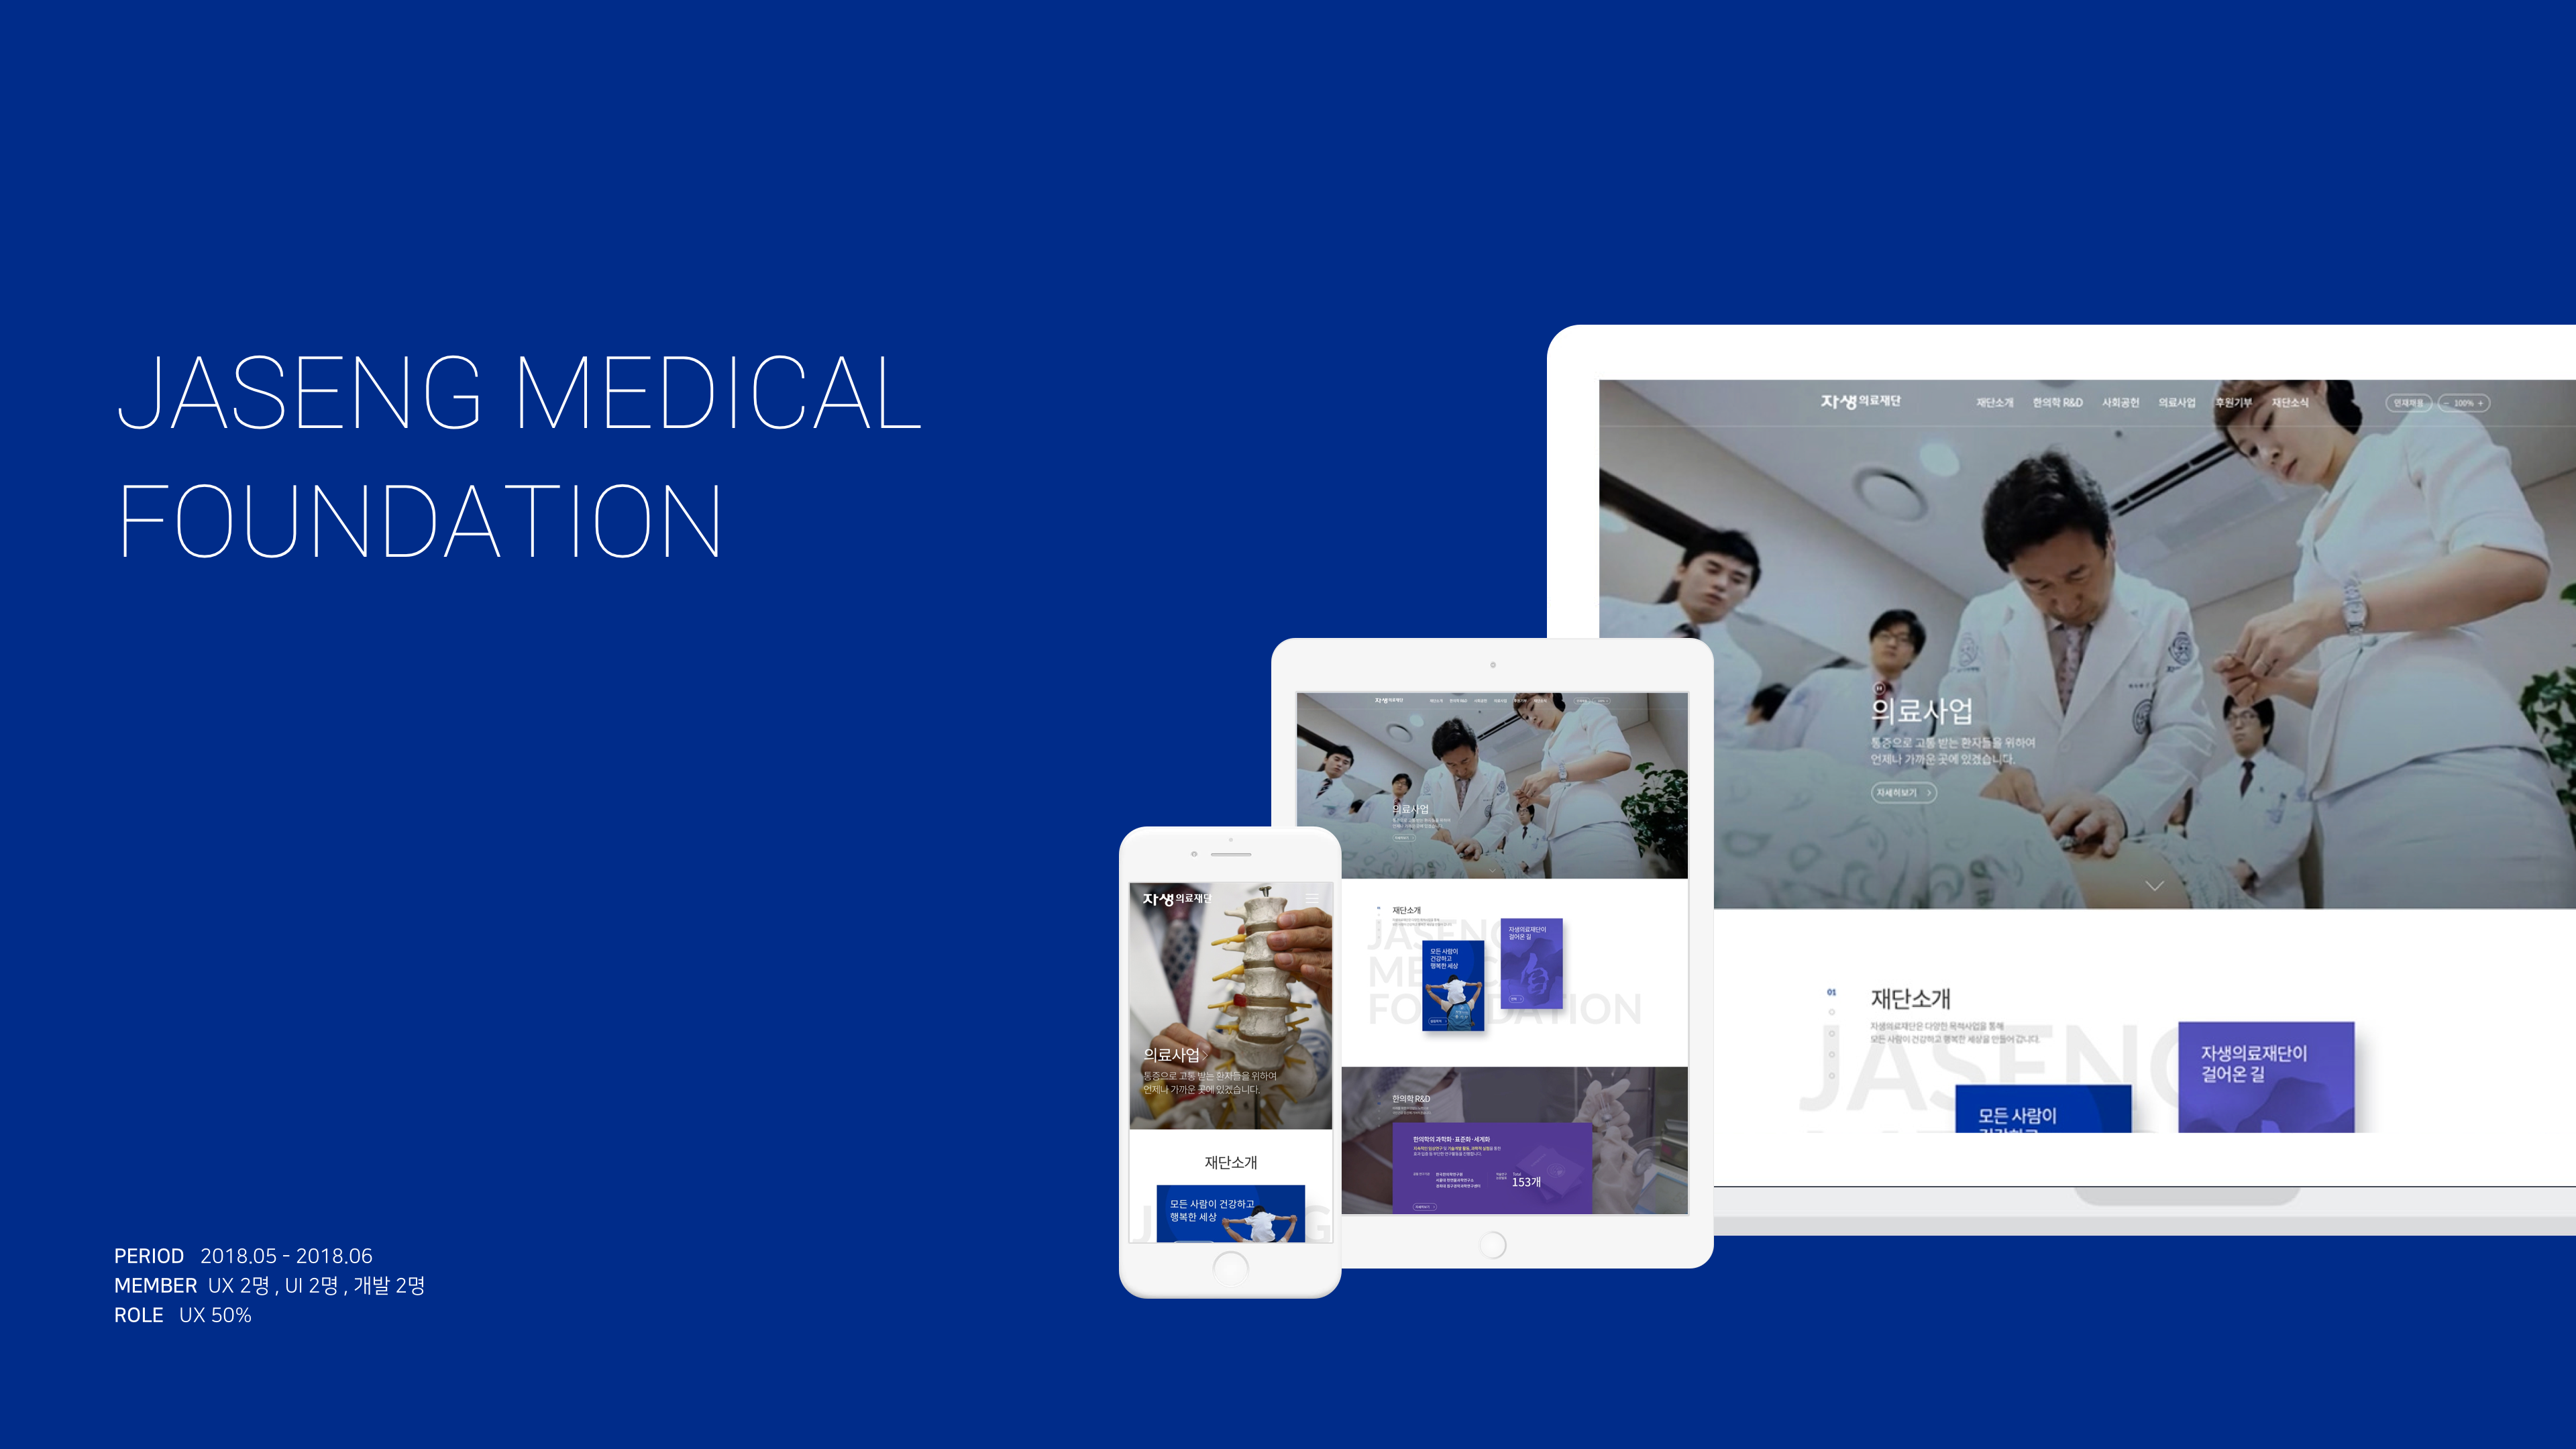 JASENG MEDICAL
FOUNDATION
PERIOD 2018.05 - 2018.06
MEMBER UX 2명 , UI 2명 , 개발 2명
ROLE UX 50%
자생의료재단
의료사업
통증으로 고통 받는 환자들을 위하여
언제나 가까운 곳에 있겠습니다.
재단소개
모든 사람이 건강하고
행복한 세상
의료사업
재단소개
JASENG
FOUNDATION
모든 사람이
건강하고
행복한 세상
자생의료재단이
걸어온 길
한의학 R&D
한의학의 과학화·표준화·세계화
Total
153개
자생의료재단 재단소개 한의학 R&D 사회공헌 의료사업 후원기부 재단소식 인재채용 - 100% +
의료사업
통증으로 고통 받는 환자들을 위하여
언제나 가까운 곳에 있겠습니다.
자세히보기
01
재단소개
자생의료재단은 다양한 목적사업을 통해
모든 사람이 건강하고 행복한 세상을 만들어 갑니다.
JASENG
모든 사람이
건강하고
자생의료재단이
걸어온 길